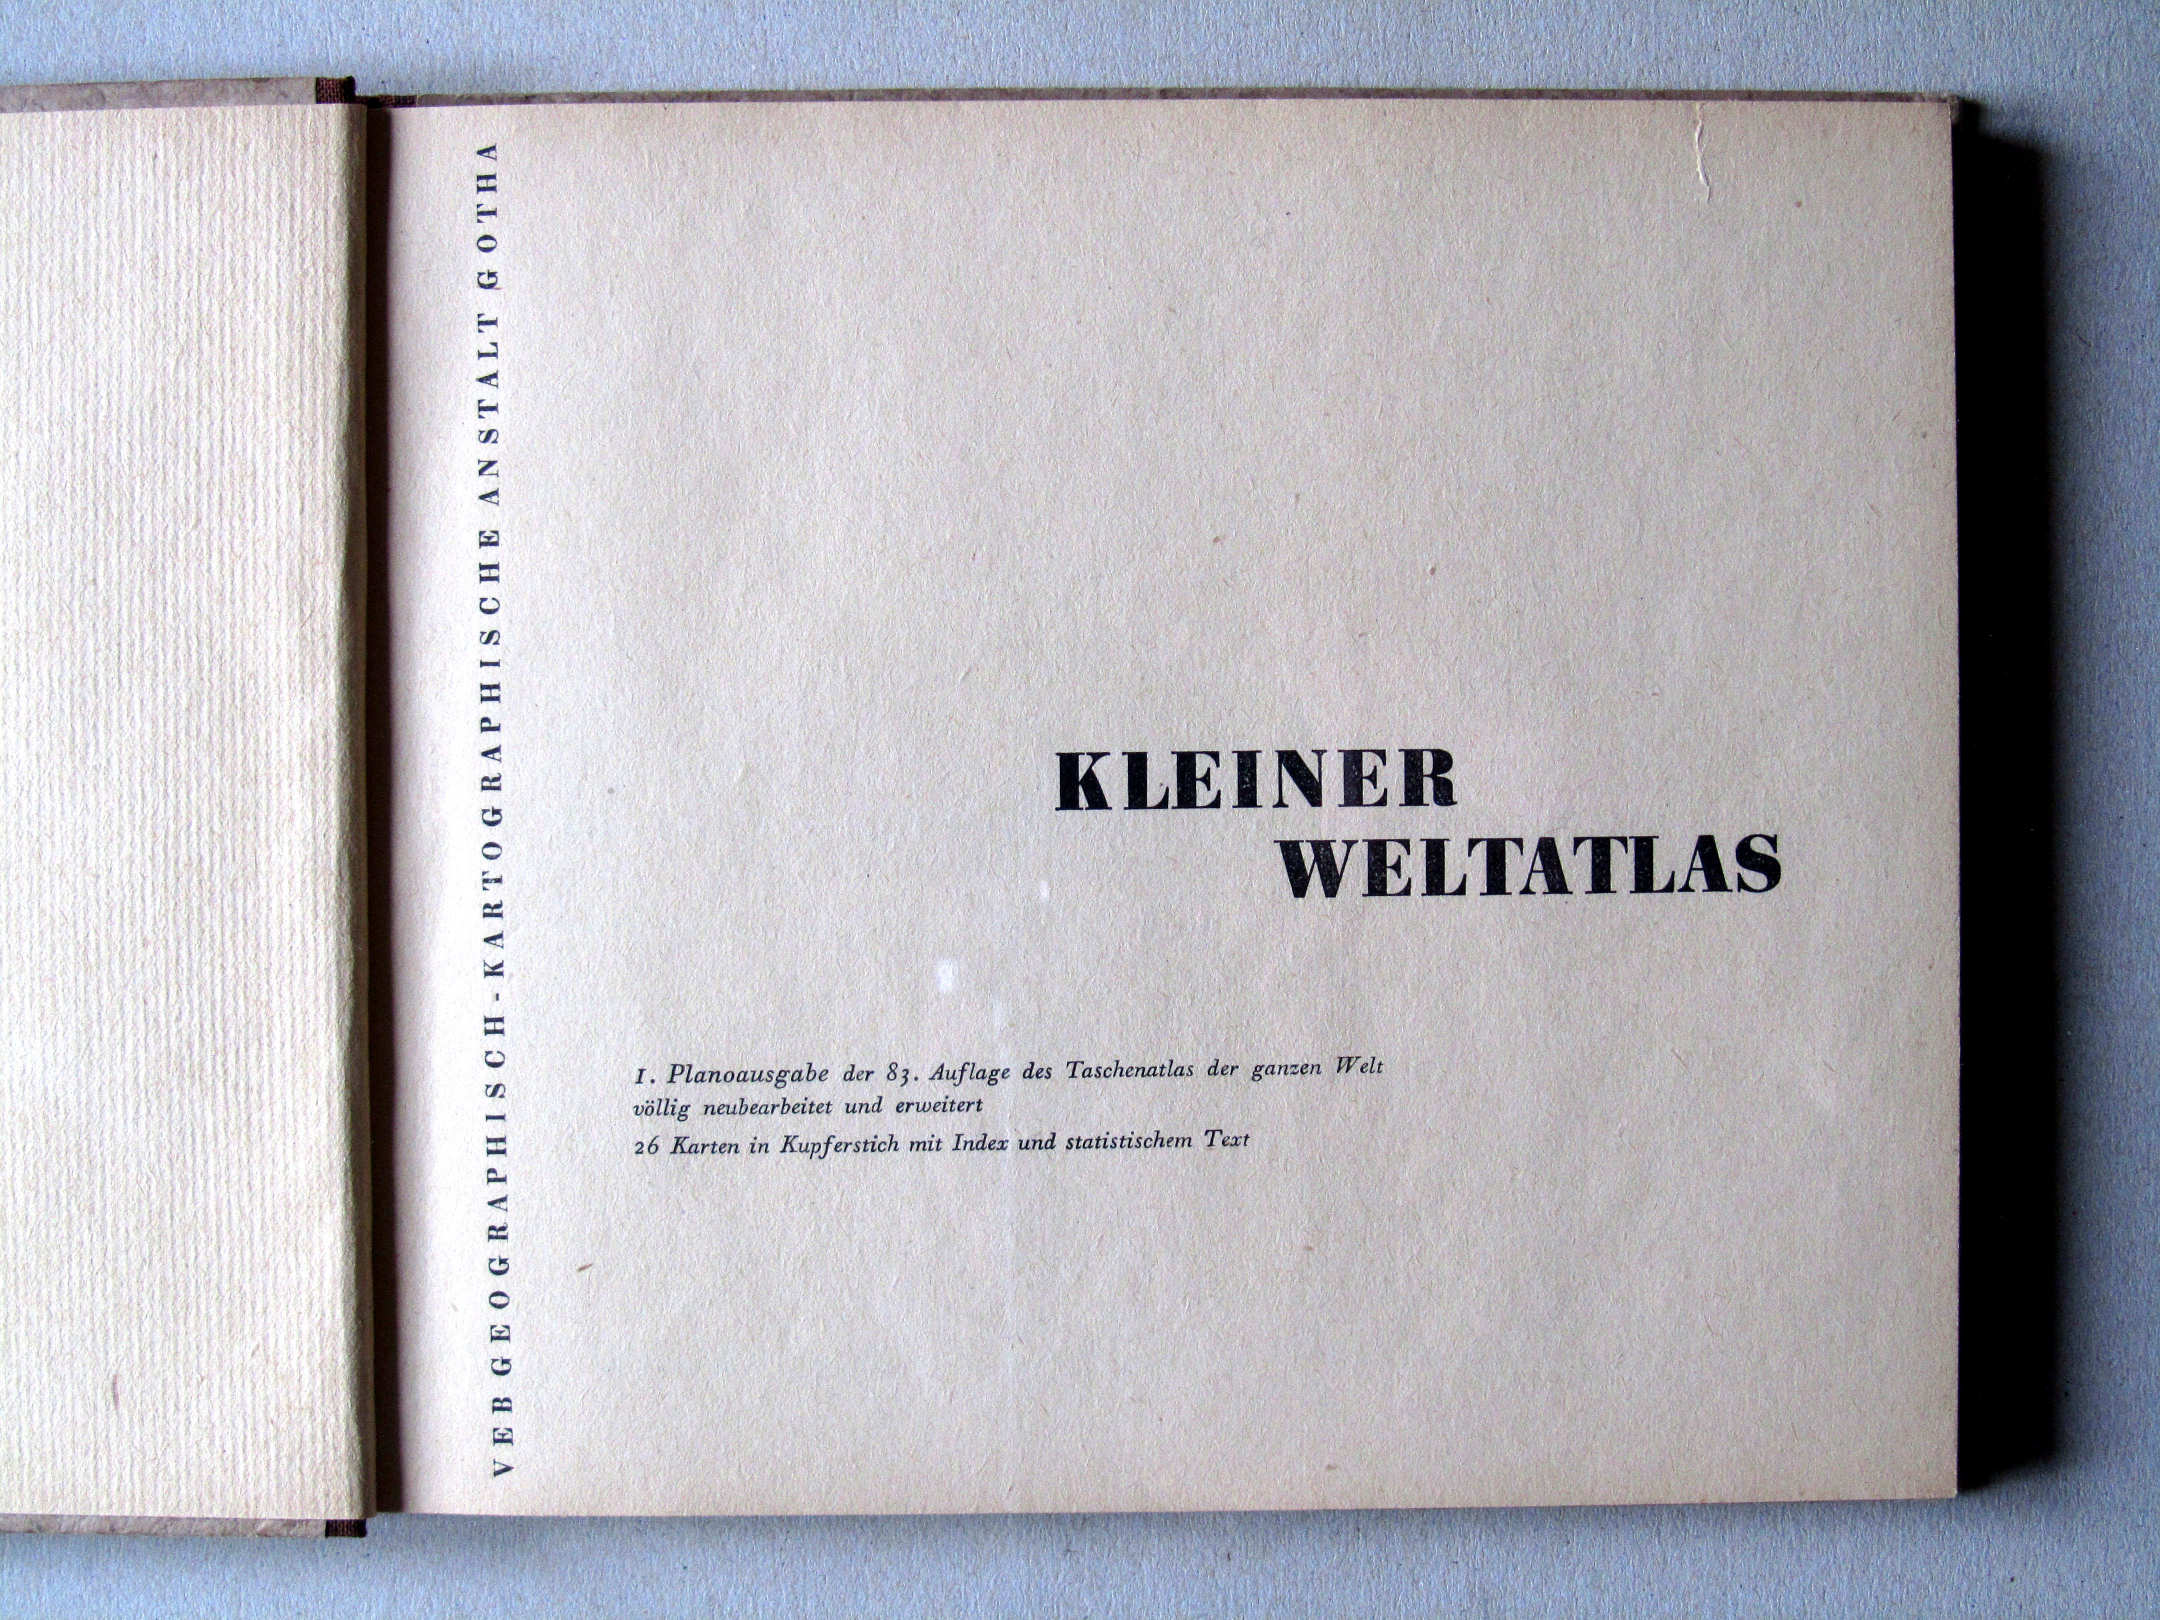 VEB GEOGRAPHISCH-KARTOGRAPHISCHE ANSTALT GOTHA
KLEINER
WELTATLAS
1. Planoausgabe der 83. Auflage des Taschenatlas der ganzen Welt
völlig neubearbeitet und erweitert
26 Karten in Kupferstich mit Index und statistischem Text